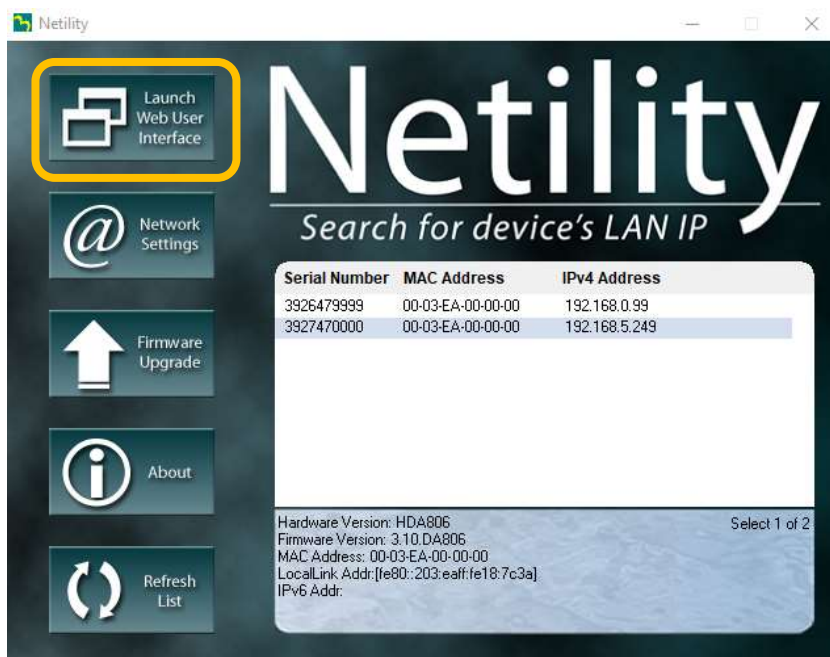 Netility
Launch
Web User
Interface
Netility
Search for device's LAN IP
@ Network
Settings
Serial Number MAC Address IPv4 Address
3926479999 00-03-EA-00-00-00 192.168.0.99
3927470000 00-03-EA-00-00-00 192.168.5.249
Firmware
Upgrade
About
Hardware Version: HDA806 Select 1 of 2
Firmware Version: 3.10.DA806
MAC Address: 00-03-EA-00-00-00
LocalLink Addr:[fe80::203:eaff:fe18:7c3a]
IPv6 Addr:
Refresh
List